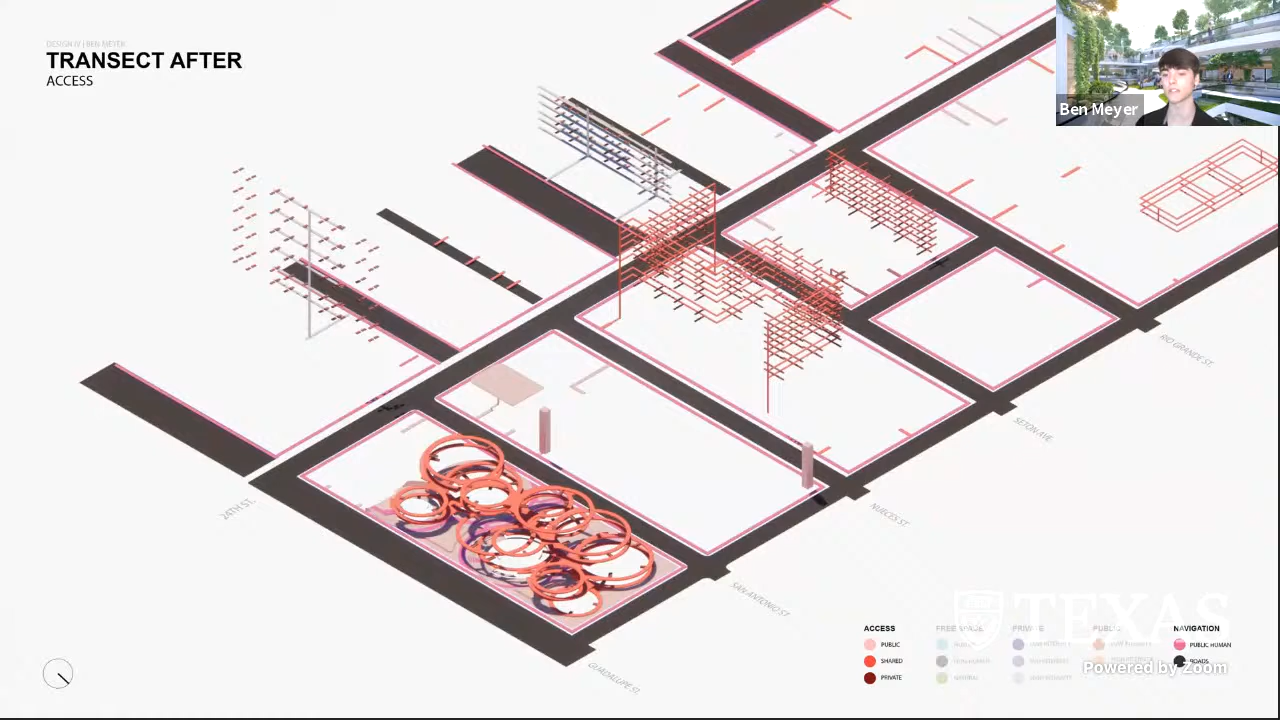 DESIGN IV | BEN MEYER
TRANSECT AFTER
ACCESS
Ben Meyer
RIO GRANDE ST.
SETON AVE.
NUECES ST.
24TH ST.
SAN ANTONIO ST.
GUADALUPE ST.
TEXAS
ACCESS
FREE SPACE
PRIVATE
PUBLIC
NAVIGATION
PUBLIC
PUBLIC HUMAN
SHARED
ROADS
PRIVATE
NATURAL
Powered by Zoom